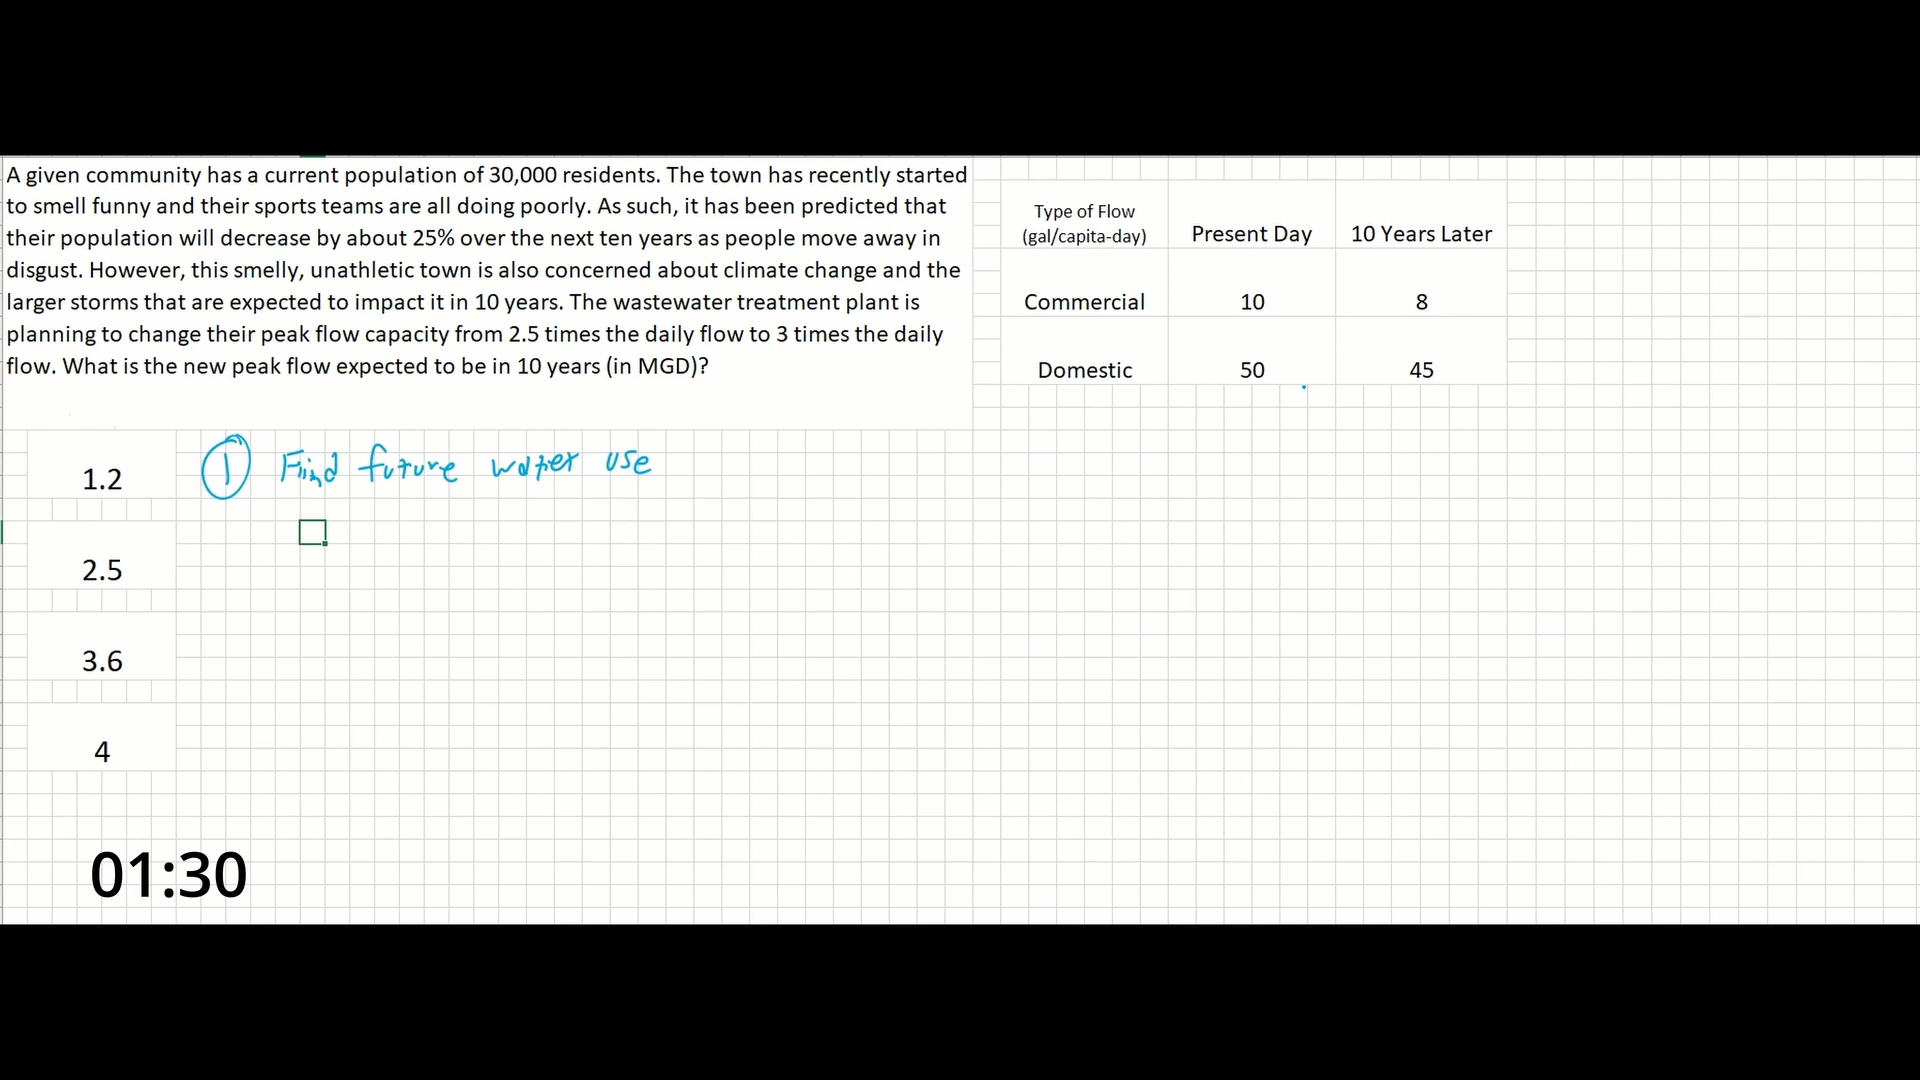 A given community has a current population of 30,000 residents. The town has recently started
to smell funny and their sports teams are all doing poorly. As such, it has been predicted that
their population will decrease by about 25% over the next ten years as people move away in
disgust. However, this smelly, unathletic town is also concerned about climate change and the
larger storms that are expected to impact it in 10 years. The wastewater treatment plant is
planning to change their peak flow capacity from 2.5 times the daily flow to 3 times the daily
flow. What is the new peak flow expected to be in 10 years (in MGD)?
Type of Flow
(gal/capita-day) Present Day 10 Years Later
Commercial 10 8
Domestic 50 45
1.2
① Find future water use
2.5
3.6
4
01:30